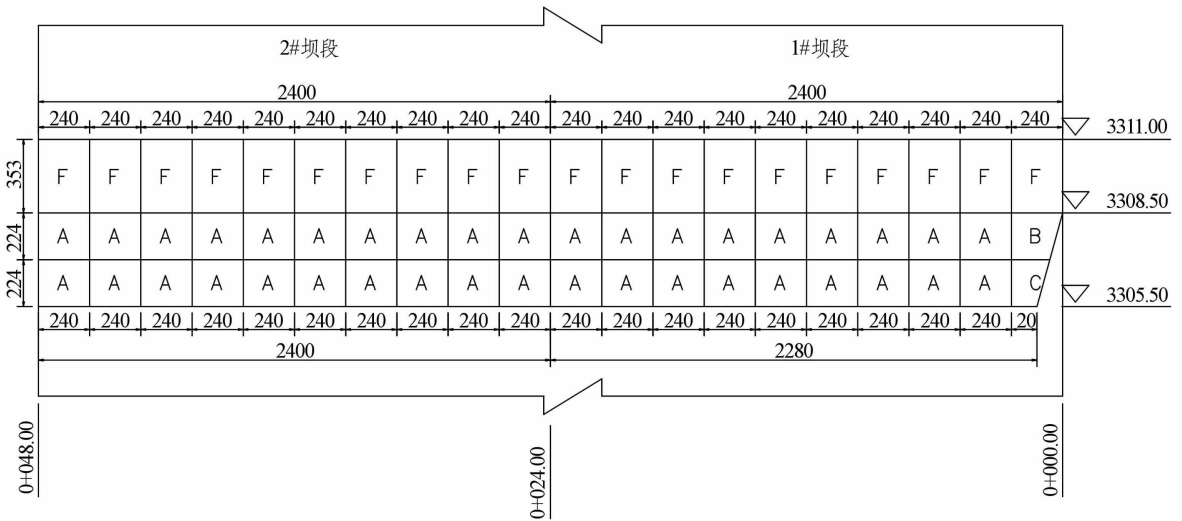 2#坝段 1#坝段
2400 2400
240 240 240 240 240 240 240 240 240 240 240 240 240 240 240 240 240 240 240 240
3311.00
353 F F F F F F F F F F F F F F F F F F F F
3308.50
224 A A A A A A A A A A A A A A A A A A A B
224 A A A A A A A A A A A A A A A A A A A C
3305.50
240 240 240 240 240 240 240 240 240 240 240 240 240 240 240 240 240 240 240 20
2400 2280
0+048.00
0+024.00
0+000.00